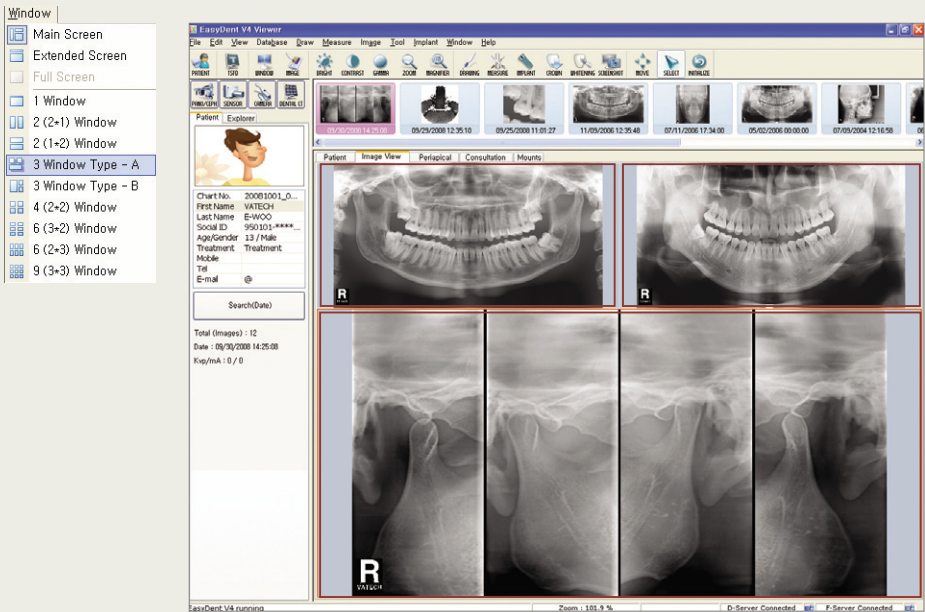 Window
Main Screen
Extended Screen
Full Screen
1 Window
2 (2*1) Window
2 (1*2) Window
3 Window Type - A
3 Window Type - B
4 (2*2) Window
6 (3*2) Window
6 (2*3) Window
9 (3*3) Window
EasyDent V4 Viewer
File Edit View Database Draw Measure Image Tool Implant Window Help
PATIENT TSFD WINDOW IMAGE BRIGHT CONTRAST GAMMA ZOOM MAGNIFIER DRAWING MEASURE IMPLANT CROWN WHITENING SCREENSHOT MOVE SELECT INITIALIZE
PANO/CEPH SENSOR CAMERA DENTAL CT
09/30/2008 14:25:08 09/29/2008 12:35:10 09/25/2008 11:01:27 11/09/2006 12:35:48 07/11/2006 17:34:00 05/02/2006 00:00:00 07/09/2004 12:16:58
Patient Explorer
Patient Image View Periapical Consultation Mounts
Chart No. 20081001_0...
First Name VATECH
Last Name E-WOO
Social ID 950101-****...
Age/Gender 13 / Male
Treatment Treatment
Mobile
Tel
E-mail @
Search(Date)
Total (Images) : 12
Date : 09/30/2008 14:25:08
Kvp/mA : 0 / 0
R
R
R
VATECH
EasyDent V4 running Zoom : 101.9 % D-Server Connected F-Server Connected